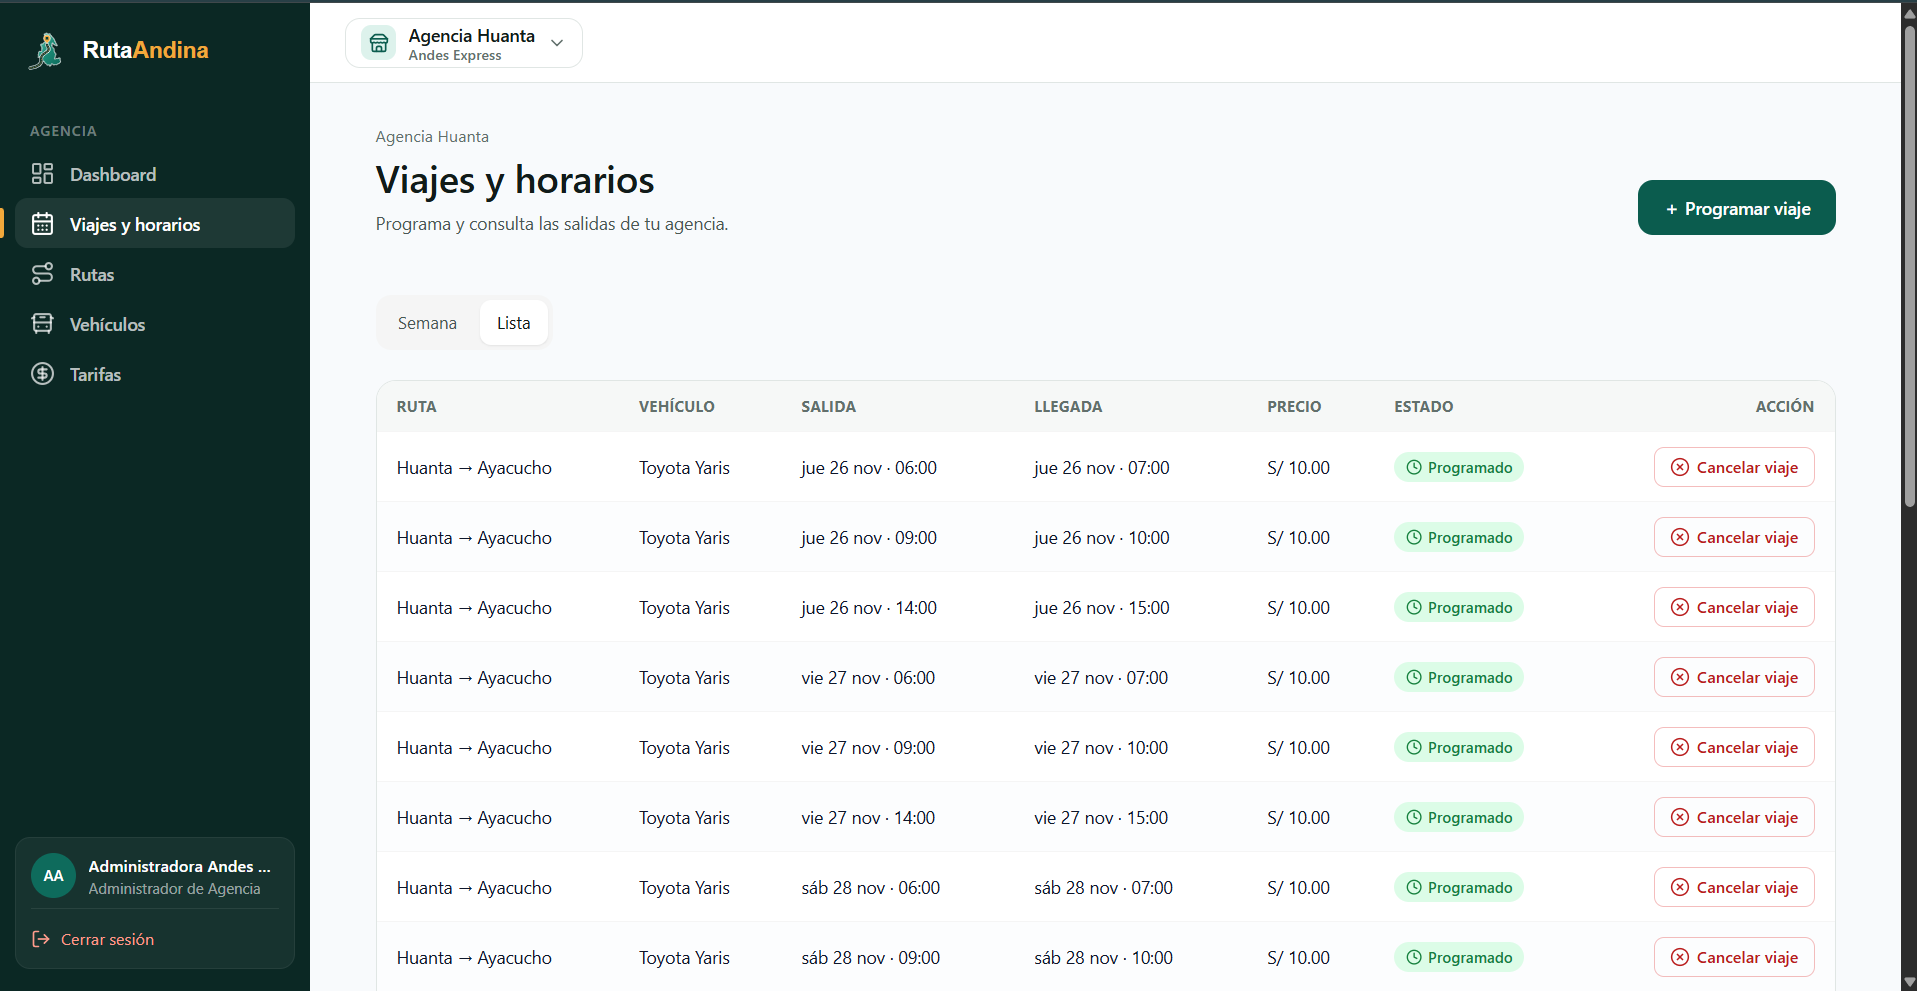 RutaAndina
AGENCIA
Dashboard
Viajes y horarios
Rutas
Vehículos
Tarifas
AA
Administradora Andes ...
Administrador de Agencia
Cerrar sesión
Agencia Huanta
Andes Express
Agencia Huanta
Viajes y horarios
Programa y consulta las salidas de tu agencia.
+ Programar viaje
Semana Lista
RUTA VEHÍCULO SALIDA LLEGADA PRECIO ESTADO ACCIÓN
Huanta → Ayacucho Toyota Yaris jue 26 nov · 06:00 jue 26 nov · 07:00 S/ 10.00 Programado Cancelar viaje
Huanta → Ayacucho Toyota Yaris jue 26 nov · 09:00 jue 26 nov · 10:00 S/ 10.00 Programado Cancelar viaje
Huanta → Ayacucho Toyota Yaris jue 26 nov · 14:00 jue 26 nov · 15:00 S/ 10.00 Programado Cancelar viaje
Huanta → Ayacucho Toyota Yaris vie 27 nov · 06:00 vie 27 nov · 07:00 S/ 10.00 Programado Cancelar viaje
Huanta → Ayacucho Toyota Yaris vie 27 nov · 09:00 vie 27 nov · 10:00 S/ 10.00 Programado Cancelar viaje
Huanta → Ayacucho Toyota Yaris vie 27 nov · 14:00 vie 27 nov · 15:00 S/ 10.00 Programado Cancelar viaje
Huanta → Ayacucho Toyota Yaris sáb 28 nov · 06:00 sáb 28 nov · 07:00 S/ 10.00 Programado Cancelar viaje
Huanta → Ayacucho Toyota Yaris sáb 28 nov · 09:00 sáb 28 nov · 10:00 S/ 10.00 Programado Cancelar viaje